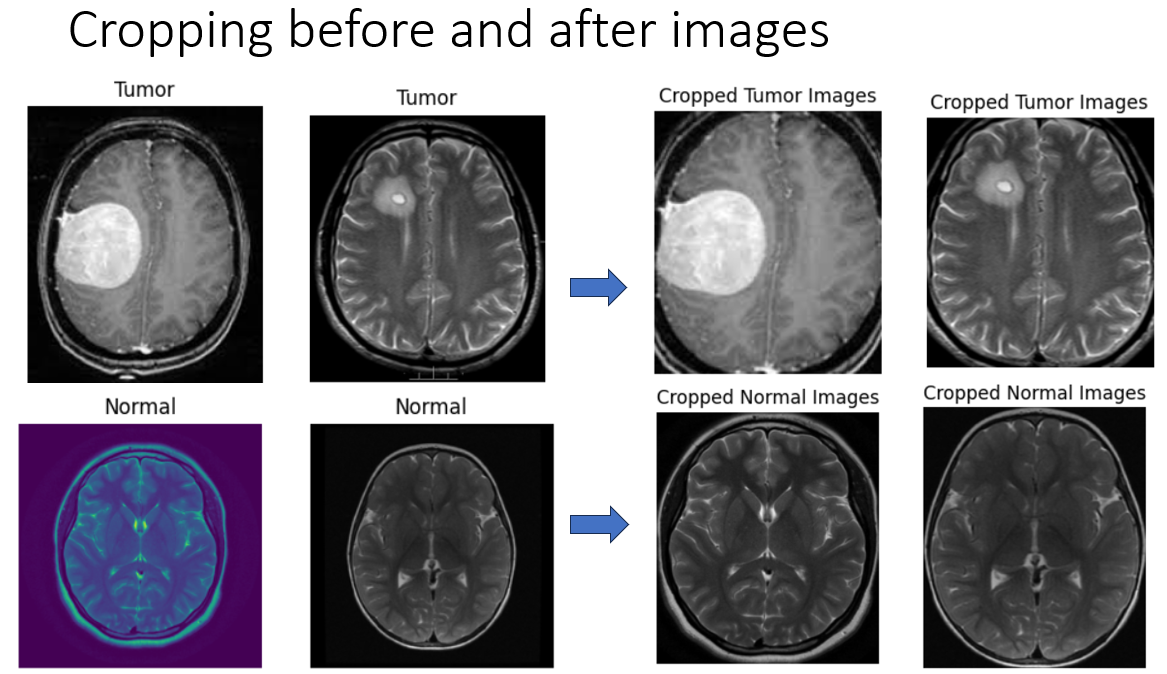 Cropping before and after images
Tumor
Tumor
Cropped Tumor Images
Cropped Tumor Images
Normal
Normal
Cropped Normal Images
Cropped Normal Images